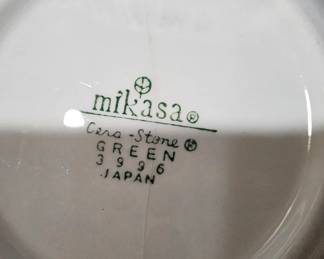 mikasa®
Cera-Stone ®
GREEN
3996
JAPAN